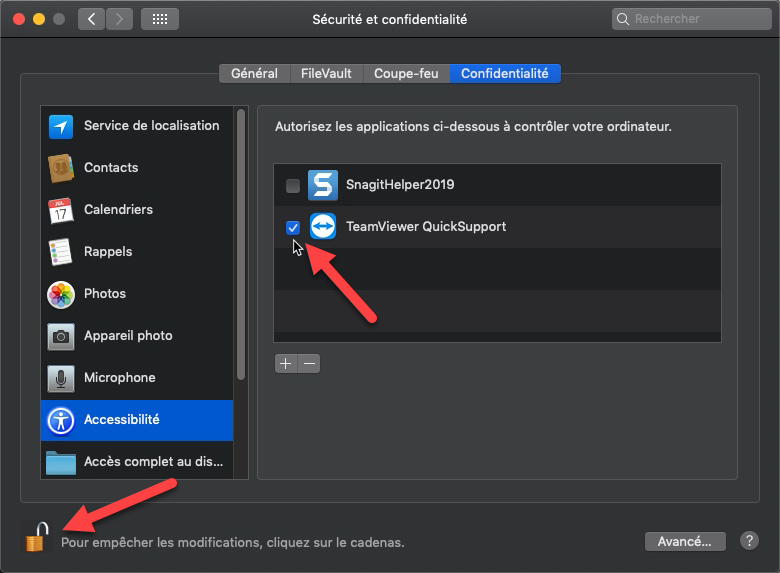 Sécurité et confidentialité
Rechercher
Général
FileVault
Coupe-feu
Confidentialité
Service de localisation
Contacts
JUL
17
Calendriers
Rappels
Photos
Appareil photo
Microphone
Accessibilité
Accès complet au dis...
Autorisez les applications ci-dessous à contrôler votre ordinateur.
S
SnagitHelper2019
TeamViewer QuickSupport
+ −
Pour empêcher les modifications, cliquez sur le cadenas.
Avancé...
?